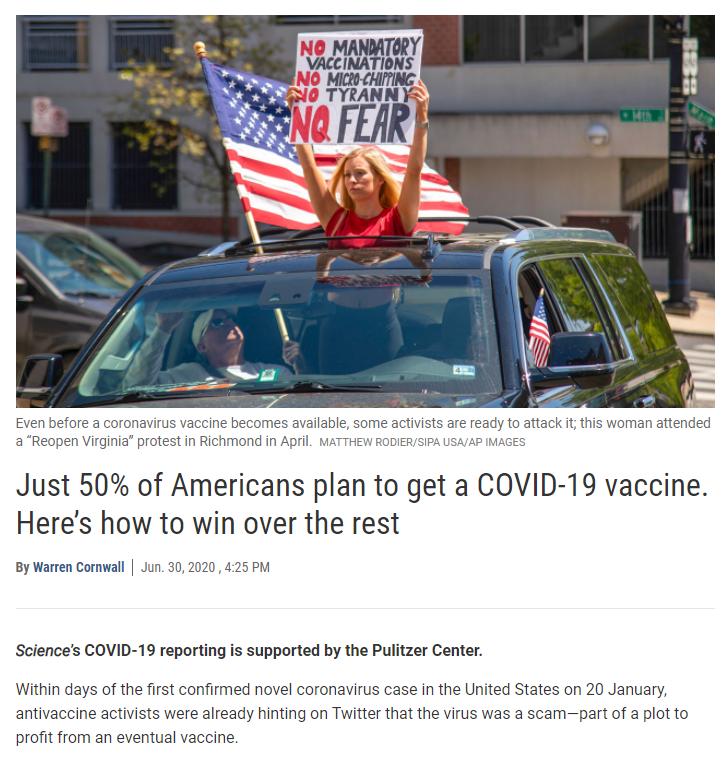 NO MANDATORY
VACCINATIONS
NO MICRO-CHIPPING
NO TYRANNY
NO FEAR
14th
Even before a coronavirus vaccine becomes available, some activists are ready to attack it; this woman attended
a “Reopen Virginia” protest in Richmond in April. MATTHEW RODIER/SIPA USA/AP IMAGES
Just 50% of Americans plan to get a COVID-19 vaccine.
Here’s how to win over the rest
By Warren Cornwall | Jun. 30, 2020 , 4:25 PM
Science’s COVID-19 reporting is supported by the Pulitzer Center.
Within days of the first confirmed novel coronavirus case in the United States on 20 January,
antivaccine activists were already hinting on Twitter that the virus was a scam—part of a plot to
profit from an eventual vaccine.